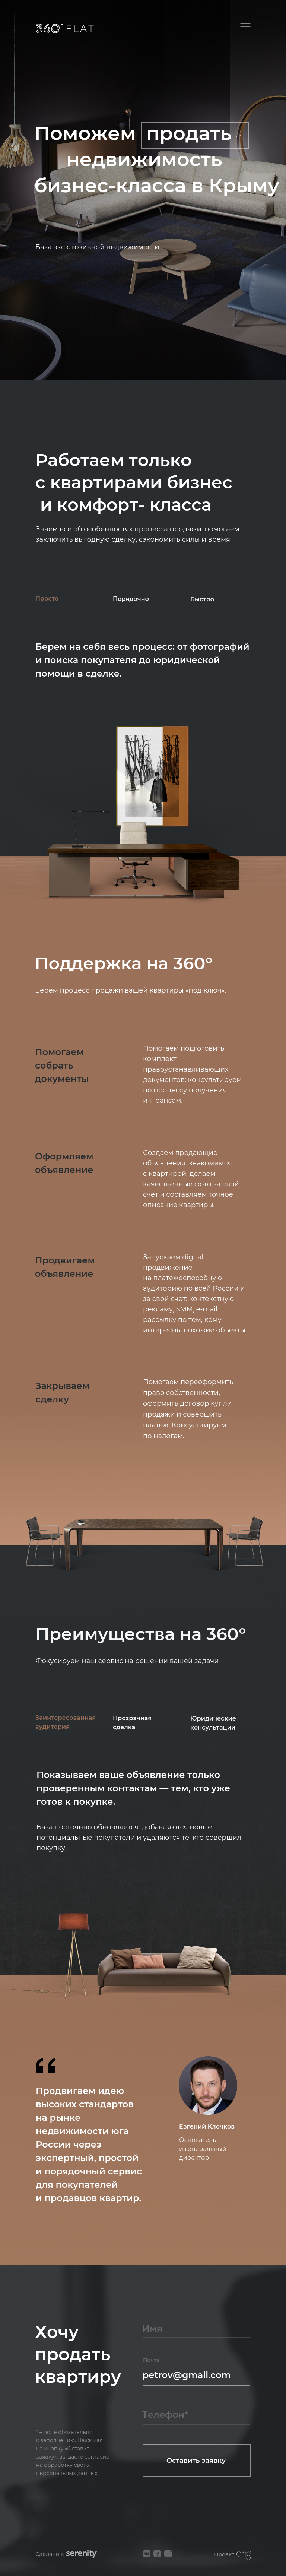 360° FLAT
Поможем продать
недвижимость
бизнес-класса в Крыму
База эксклюзивной недвижимости
Работаем только
с квартирами бизнес
и комфорт- класса
Знаем все об особенностях процесса продажи: помогаем
заключить выгодную сделку, сэкономить силы и время.
Просто
Порядочно
Быстро
Берем на себя весь процесс: от фотографий
и поиска покупателя до юридической
помощи в сделке.
Поддержка на 360°
Берем процесс продажи вашей квартиры «под ключ».
Помогаем
собрать
документы
Помогаем подготовить
комплект
правоустанавливающих
документов: консультируем
по процессу получения
и нюансам.
Оформляем
объявление
Создаем продающие
объявления: знакомимся
с квартирой, делаем
качественные фото за свой
счет и составляем точное
описание квартиры.
Продвигаем
объявление
Запускаем digital
продвижение
на платежеспособную
аудиторию по всей России и
за свой счет: контекстную
рекламу, SMM, e-mail
рассылку по тем, кому
интересны похожие объекты.
Закрываем
сделку
Помогаем переоформить
право собственности,
оформить договор купли
продажи и совершить
платеж. Консультируем
по налогам.
Преимущества на 360°
Фокусируем наш сервис на решении вашей задачи
Заинтересованная
аудитория
Прозрачная
сделка
Юридические
консультации
Показываем ваше объявление только
проверенным контактам — тем, кто уже
готов к покупке.
База постоянно обновляется: добавляются новые
потенциальные покупатели и удаляются те, кто совершил
покупку.
Продвигаем идею
высоких стандартов
на рынке
недвижимости юга
России через
экспертный, простой
и порядочный сервис
для покупателей
и продавцов квартир.
Евгений Клочков
Основатель
и генеральный
директор
Хочу
продать
квартиру
Имя
Почта
petrov@gmail.com
Телефон*
* – поле обязательно
к заполнению. Нажимая
на кнопку «Оставить
заявку», вы даете согласие
на обработку своих
персональных данных.
Оставить заявку
Сделано в serenity
Проект ang